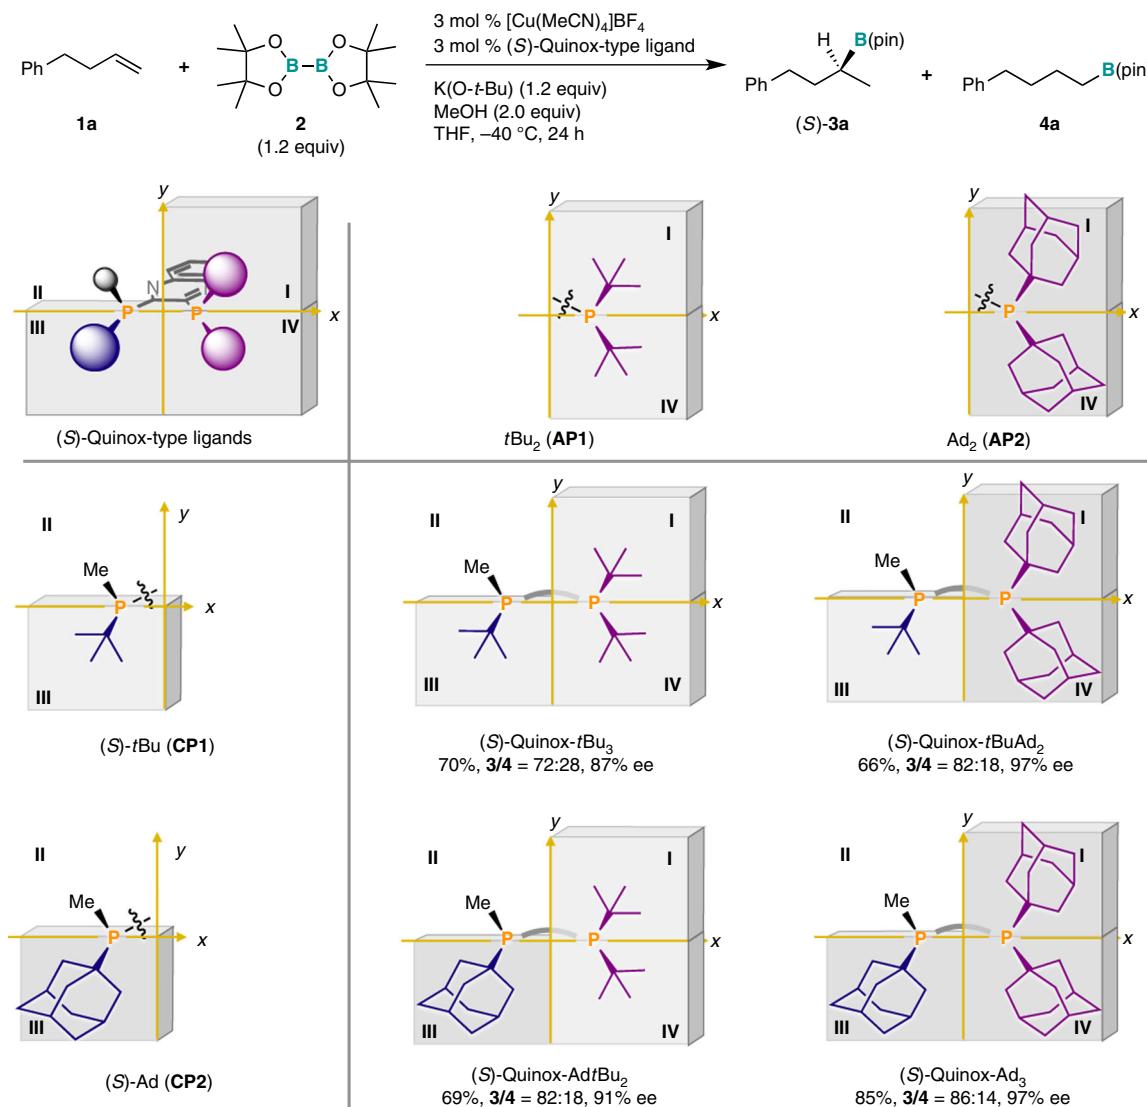 3 mol % [Cu(MeCN)4]BF4
3 mol % (S)-Quinox-type ligand
K(O-t-Bu) (1.2 equiv)
MeOH (2.0 equiv)
THF, –40 °C, 24 h
Ph
+
O O
B B
O O
H B(pin)
Ph
+
Ph B(pin
1a
2
(1.2 equiv)
(S)-3a
4a
y
II I
N N
P P
III IV x
(S)-Quinox-type ligands
y
I
P x
IV
tBu2 (AP1)
y
I
P x
IV
Ad2 (AP2)
II y
Me
P x
III
(S)-tBu (CP1)
y
II I
Me
P P x
III IV
(S)-Quinox-tBu3
70%, 3/4 = 72:28, 87% ee
y
II I
Me
P P x
III IV
(S)-Quinox-tBuAd2
66%, 3/4 = 82:18, 97% ee
II y
Me
P x
III
(S)-Ad (CP2)
y
II I
Me
P P x
III IV
(S)-Quinox-AdtBu2
69%, 3/4 = 82:18, 91% ee
y
II I
Me
P P x
III IV
(S)-Quinox-Ad3
85%, 3/4 = 86:14, 97% ee